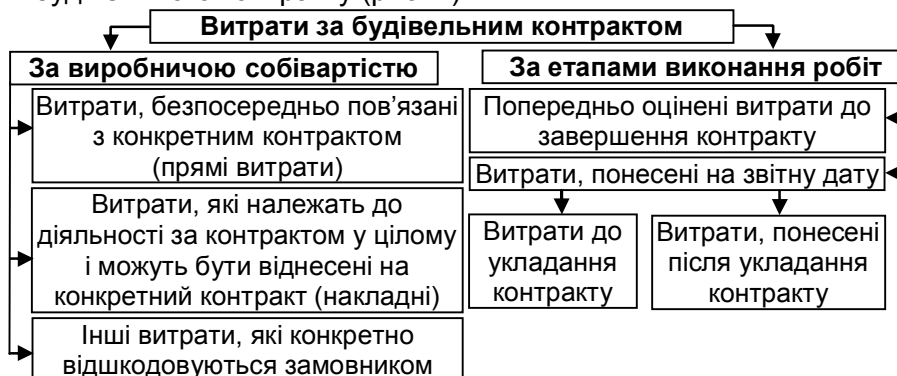 Витрати за будівельним контрактом
За виробничою собівартістю
Витрати, безпосередньо пов’язані
з конкретним контрактом
(прямі витрати)
Витрати, які належать до
діяльності за контрактом у цілому
і можуть бути віднесені на
конкретний контракт (накладні)
Інші витрати, які конкретно
відшкодовуються замовником
За етапами виконання робіт
Попередньо оцінені витрати до
завершення контракту
Витрати, понесені на звітну дату
Витрати до
укладання
контракту
Витрати, понесені
після укладання
контракту